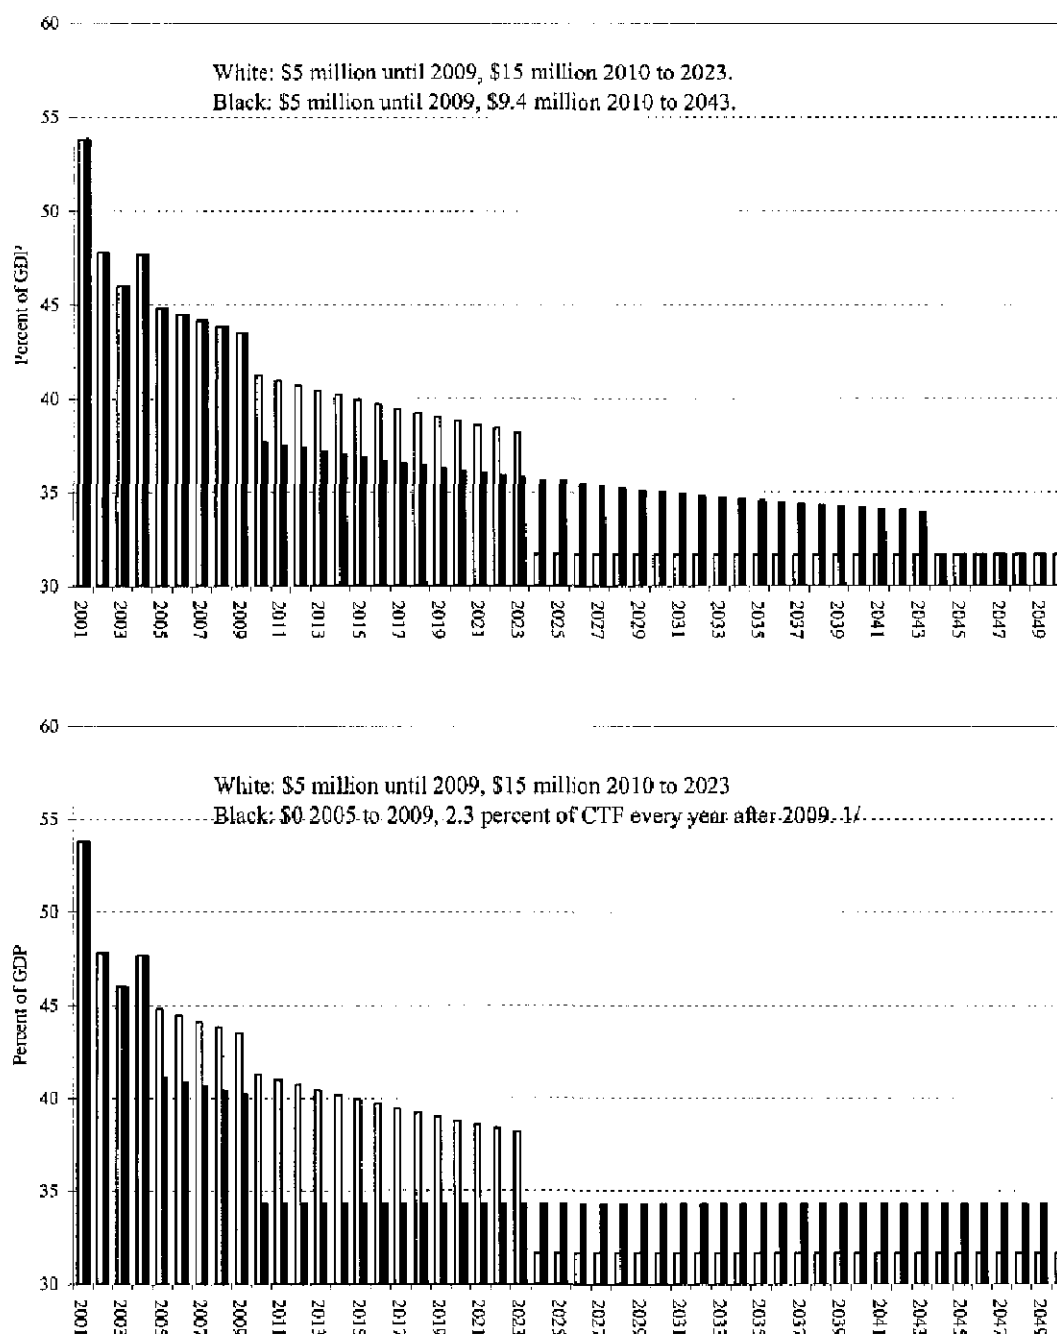 60
White: $5 million until 2009, $15 million 2010 to 2023.
Black: $5 million until 2009, $9.4 million 2010 to 2043.
55
50
45
40
35
30
Percent of GDP
2001 2003 2005 2007 2009 2011 2013 2015 2017 2019 2021 2023 2025 2027 2029 2031 2033 2035 2037 2039 2041 2043 2045 2047 2049
60
White: $5 million until 2009, $15 million 2010 to 2023
Black: $0 2005 to 2009, 2.3 percent of CTF every year after 2009. 1/
55
50
45
40
35
30
Percent of GDP
2001 2003 2005 2007 2009 2011 2013 2015 2017 2019 2021 2023 2025 2027 2029 2031 2033 2035 2037 2039 2041 2043 2045 2047 2049